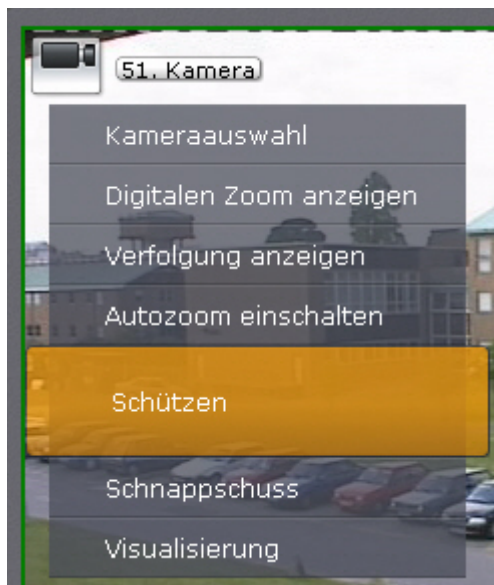 51. Kamera
Kameraauswahl
Digitalen Zoom anzeigen
Verfolgung anzeigen
Autozoom einschalten
Schützen
Schnappschuss
Visualisierung